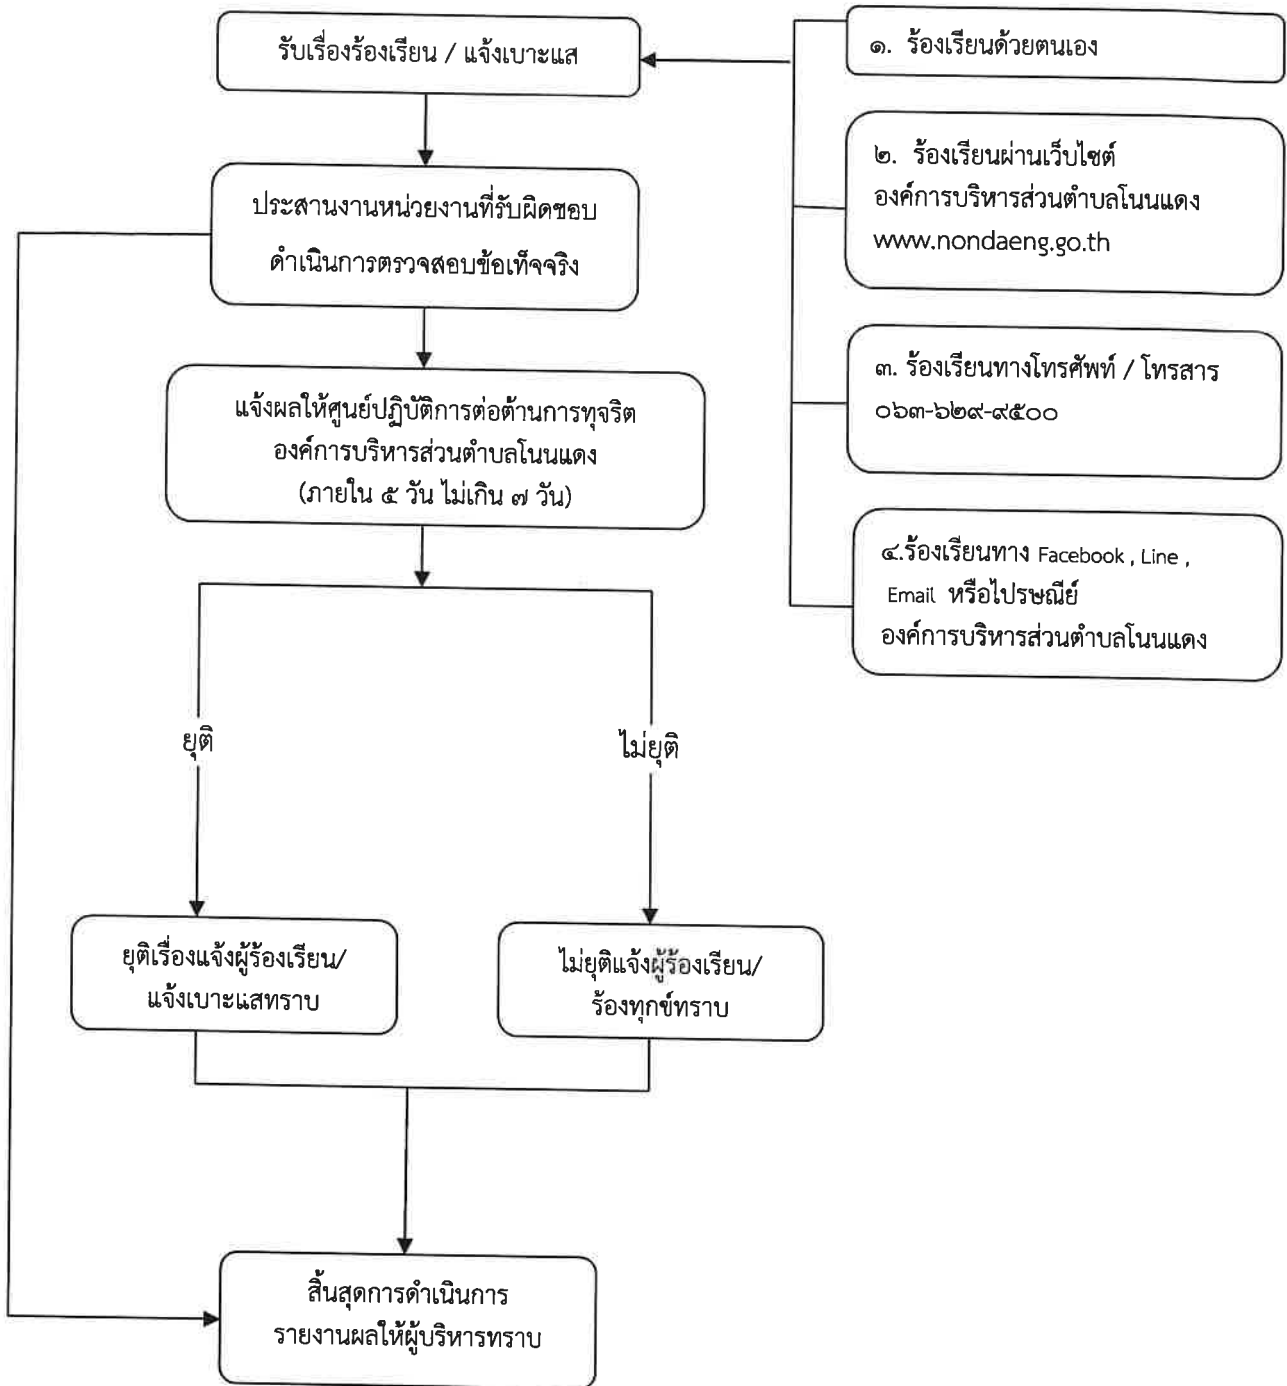 รับเรื่องร้องเรียน / แจ้งเบาะแส
๑. ร้องเรียนด้วยตนเอง
๒. ร้องเรียนผ่านเว็บไซต์
องค์การบริหารส่วนตำบลโนนแดง
www.nondaeng.go.th
๓. ร้องเรียนทางโทรศัพท์ / โทรสาร
๐๖๓-๖๒๙-๙๕๐๐
๔.ร้องเรียนทาง Facebook , Line ,
Email หรือไปรษณีย์
องค์การบริหารส่วนตำบลโนนแดง
ประสานงานหน่วยงานที่รับผิดชอบ
ดำเนินการตรวจสอบข้อเท็จจริง
แจ้งผลให้ศูนย์ปฏิบัติการต่อต้านการทุจริต
องค์การบริหารส่วนตำบลโนนแดง
(ภายใน ๕ วัน ไม่เกิน ๗ วัน)
ยุติ
ไม่ยุติ
ยุติเรื่องแจ้งผู้ร้องเรียน/
แจ้งเบาะแสทราบ
ไม่ยุติแจ้งผู้ร้องเรียน/
ร้องทุกข์ทราบ
สิ้นสุดการดำเนินการ
รายงานผลให้ผู้บริหารทราบ